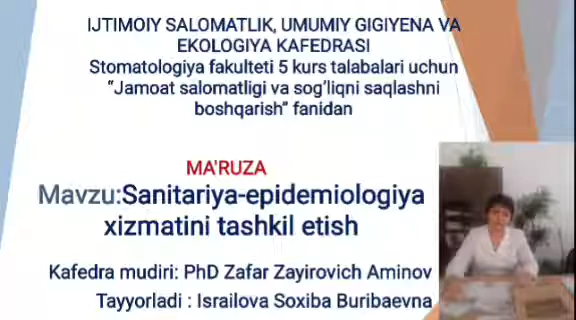 IJTIMOIY SALOMATLIK, UMUMIY GIGIYENA VA
EKOLOGIYA KAFEDRASI
Stomatologiya fakulteti 5 kurs talabalari uchun
“Jamoat salomatligi va sog’liqni saqlashni
boshqarish” fanidan
MA'RUZA
Mavzu:Sanitariya-epidemiologiya
xizmatini tashkil etish
Kafedra mudiri: PhD Zafar Zayirovich Aminov
Tayyorladi : Israilova Soxiba Buribaevna